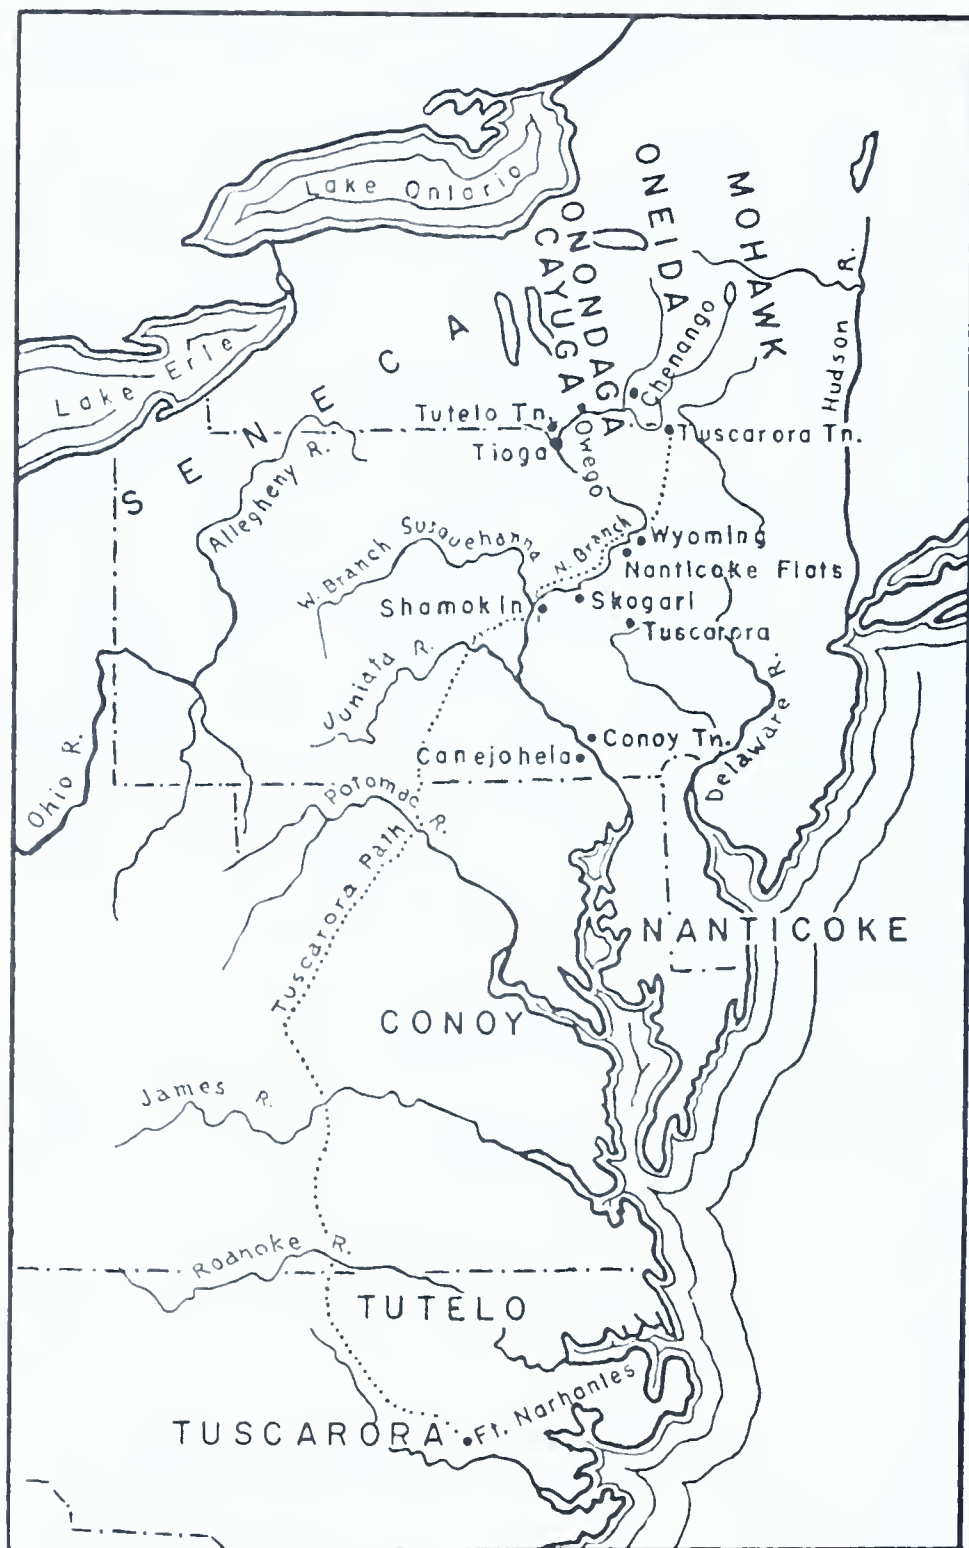 Lake Ontario
ONEIDA
MOHAWK
ONONDAGA
CAYUGA
SENECA
Lake Erie
Hudson R.
Chenango
Tutelo Tn.
Tioga
Owego
Tuscarora Tn.
Allegheny R.
W. Branch Susquehanna
N. Branch
Wyoming
Nanticoke Flats
Shamokin
Skogari
Tuscarora
Juniata R.
Conoy Tn.
Canejohela
Delaware R.
Ohio R.
Potomac R.
Tuscarora Path
NANTICOKE
CONOY
James R.
Roanoke R.
TUTELO
TUSCARORA
Ft. Narhantes